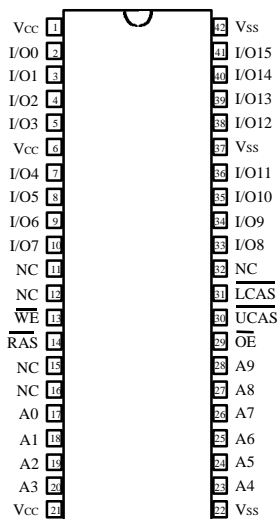 Vcc 1 42 Vss
I/O0 2 41 I/O15
I/O1 3 40 I/O14
I/O2 4 39 I/O13
I/O3 5 38 I/O12
Vcc 6 37 Vss
I/O4 7 36 I/O11
I/O5 8 35 I/O10
I/O6 9 34 I/O9
I/O7 10 33 I/O8
NC 11 32 NC
NC 12 31 LCAS
WE 13 30 UCAS
RAS 14 29 OE
NC 15 28 A9
NC 16 27 A8
A0 17 26 A7
A1 18 25 A6
A2 19 24 A5
A3 20 23 A4
Vcc 21 22 Vss